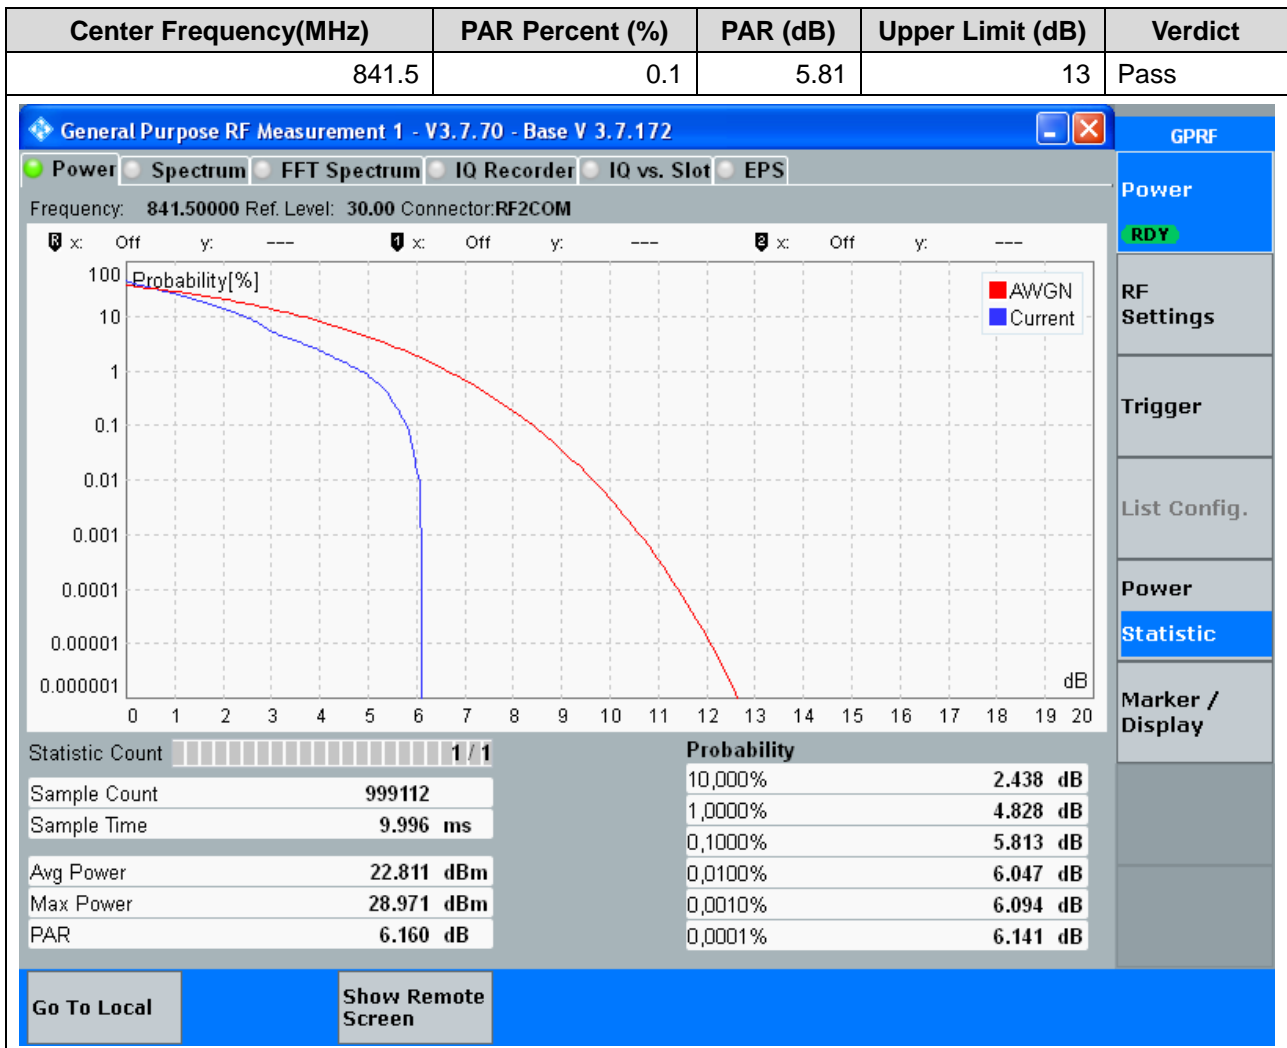 Center Frequency(MHz) PAR Percent (%) PAR (dB) Upper Limit (dB) Verdict
841.5 0.1 5.81 13 Pass
General Purpose RF Measurement 1 - V3.7.70 - Base V 3.7.172
GPRF
Power Spectrum FFT Spectrum IQ Recorder IQ vs. Slot EPS
Frequency: 841.50000 Ref. Level: 30.00 Connector:RF2COM
R x: Off y: --- 1 x: Off y: --- 2 x: Off y: ---
Probability[%]
AWGN
Current
100
10
1
0.1
0.01
0.001
0.0001
0.00001
0.000001
dB
0 1 2 3 4 5 6 7 8 9 10 11 12 13 14 15 16 17 18 19 20
Statistic Count 1 / 1
Sample Count 999112
Sample Time 9.996 ms
Avg Power 22.811 dBm
Max Power 28.971 dBm
PAR 6.160 dB
Probability
10,000% 2.438 dB
1,0000% 4.828 dB
0,1000% 5.813 dB
0,0100% 6.047 dB
0,0010% 6.094 dB
0,0001% 6.141 dB
Power
RDY
RF
Settings
Trigger
List Config.
Power
Statistic
Marker /
Display
Go To Local
Show Remote
Screen